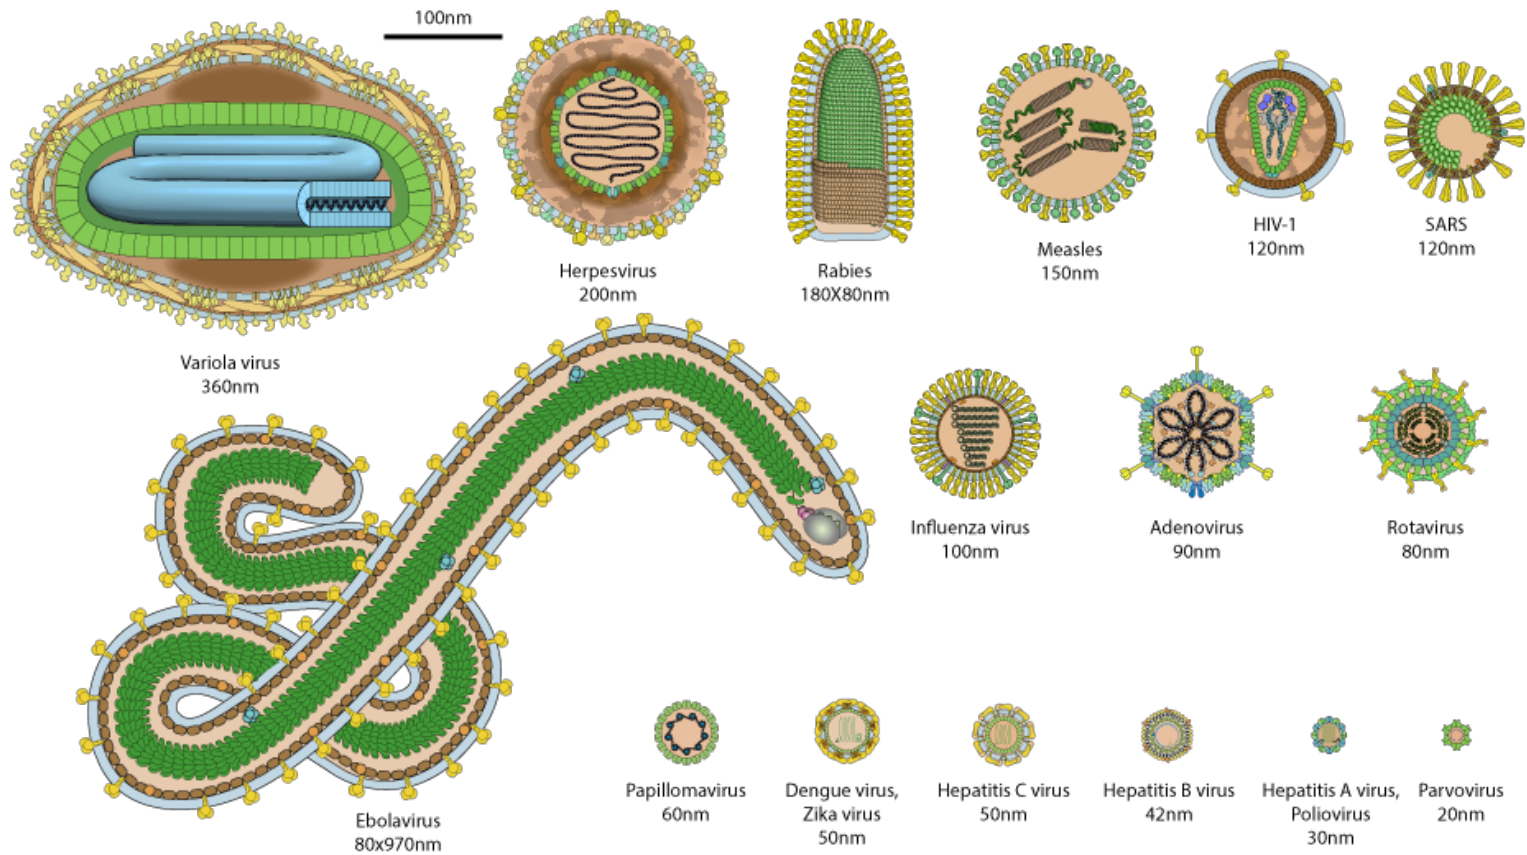 100nm
Variola virus
360nm
Herpesvirus
200nm
Rabies
180X80nm
Measles
150nm
HIV-1
120nm
SARS
120nm
Ebolavirus
80x970nm
Influenza virus
100nm
Adenovirus
90nm
Rotavirus
80nm
Papillomavirus
60nm
Dengue virus,
Zika virus
50nm
Hepatitis C virus
50nm
Hepatitis B virus
42nm
Hepatitis A virus,
Poliovirus
30nm
Parvovirus
20nm